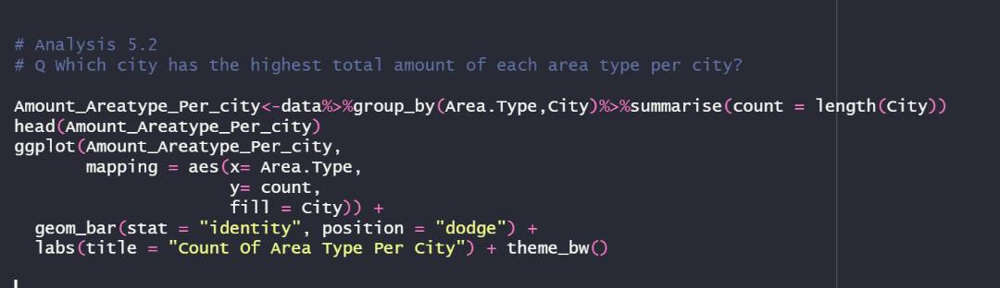 # Analysis 5.2
# Q Which city has the highest total amount of each area type per city?
Amount_Areatype_Per_city<-data%>%group_by(Area.Type,City)%>%summarise(count = length(City))
head(Amount_Areatype_Per_city)
ggplot(Amount_Areatype_Per_city,
       mapping = aes(x= Area.Type,
                     y= count,
                     fill = City)) +
  geom_bar(stat = "identity", position = "dodge") +
  labs(title = "Count Of Area Type Per City") + theme_bw()